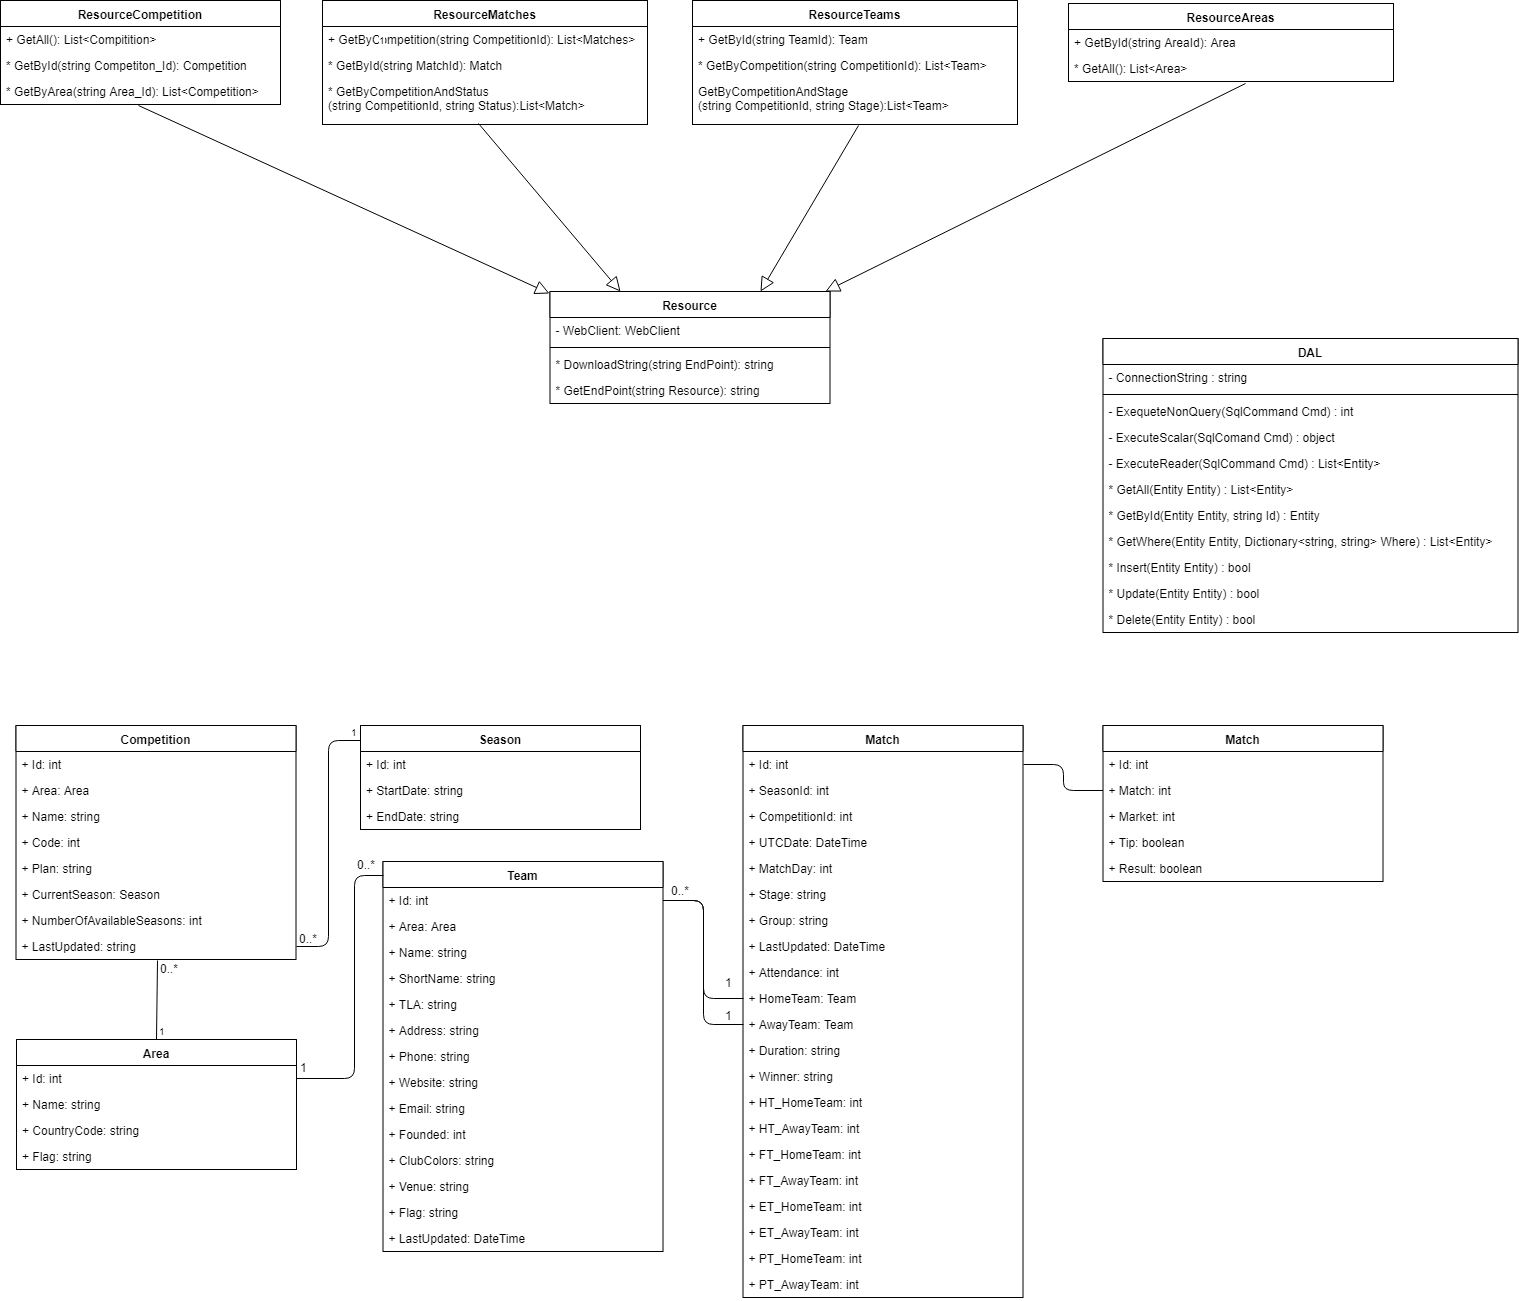 ResourceCompetition
+ GetAll(): List<Compitition>
* GetById(string Competiton_Id): Competition
* GetByArea(string Area_Id): List<Competition>
ResourceMatches
+ GetByCompetition(string CompetitionId): List<Matches>
* GetById(string MatchId): Match
* GetByCompetitionAndStatus
(string CompetitionId, string Status):List<Match>
ResourceTeams
+ GetById(string TeamId): Team
* GetByCompetition(string CompetitionId): List<Team>
GetByCompetitionAndStage
(string CompetitionId, string Stage):List<Team>
ResourceAreas
+ GetById(string AreaId): Area
* GetAll(): List<Area>
Resource
- WebClient: WebClient
* DownloadString(string EndPoint): string
* GetEndPoint(string Resource): string
DAL
- ConnectionString : string
- ExequeteNonQuery(SqlCommand Cmd) : int
- ExecuteScalar(SqlComand Cmd) : object
- ExecuteReader(SqlCommand Cmd) : List<Entity>
* GetAll(Entity Entity) : List<Entity>
* GetById(Entity Entity, string Id) : Entity
* GetWhere(Entity Entity, Dictionary<string, string> Where) : List<Entity>
* Insert(Entity Entity) : bool
* Update(Entity Entity) : bool
* Delete(Entity Entity) : bool
Competition
+ Id: int
+ Area: Area
+ Name: string
+ Code: int
+ Plan: string
+ CurrentSeason: Season
+ NumberOfAvailableSeasons: int
+ LastUpdated: string
0..*
1
0..*
1
Season
+ Id: int
+ StartDate: string
+ EndDate: string
Area
+ Id: int
+ Name: string
+ CountryCode: string
+ Flag: string
1
0..*
Team
+ Id: int
+ Area: Area
+ Name: string
+ ShortName: string
+ TLA: string
+ Address: string
+ Phone: string
+ Website: string
+ Email: string
+ Founded: int
+ ClubColors: string
+ Venue: string
+ Flag: string
+ LastUpdated: DateTime
0..*
1
1
Match
+ Id: int
+ SeasonId: int
+ CompetitionId: int
+ UTCDate: DateTime
+ MatchDay: int
+ Stage: string
+ Group: string
+ LastUpdated: DateTime
+ Attendance: int
+ HomeTeam: Team
+ AwayTeam: Team
+ Duration: string
+ Winner: string
+ HT_HomeTeam: int
+ HT_AwayTeam: int
+ FT_HomeTeam: int
+ FT_AwayTeam: int
+ ET_HomeTeam: int
+ ET_AwayTeam: int
+ PT_HomeTeam: int
+ PT_AwayTeam: int
Match
+ Id: int
+ Match: int
+ Market: int
+ Tip: boolean
+ Result: boolean